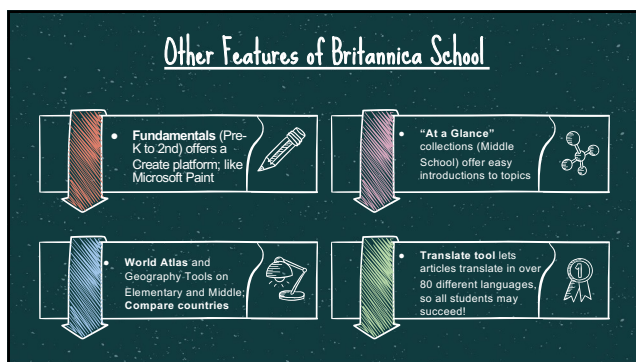 Other Features of Britannica School
• Fundamentals (Pre-
K to 2nd) offers a
Create platform; like
Microsoft Paint
• “At a Glance”
collections (Middle
School) offer easy
introductions to topics
• World Atlas and
Geography Tools on
Elementary and Middle;
Compare countries
• Translate tool lets
articles translate in over
80 different languages,
so all students may
succeed!
1